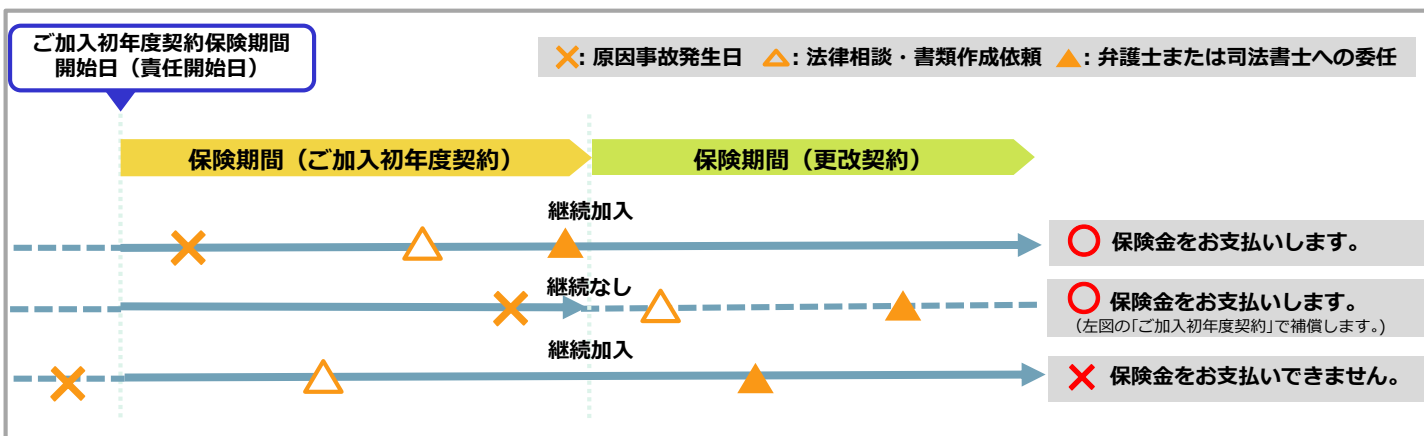 ご加入初年度契約保険期間
開始日（責任開始日）
：原因事故発生日 ：法律相談・書類作成依頼 ：弁護士または司法書士への委任
保険期間（ご加入初年度契約） 保険期間（更改契約）
継続加入
保険金をお支払いします。
継続なし
保険金をお支払いします。
（左図の｢ご加入初年度契約｣で補償します。)
継続加入
保険金をお支払いできません。